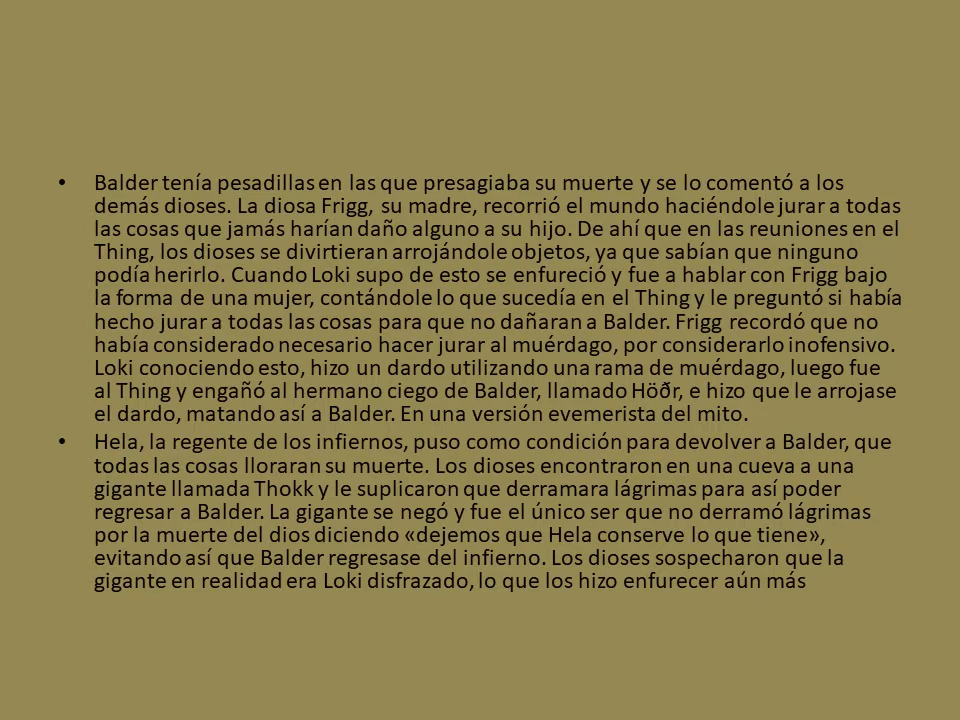 • Balder tenía pesadillas en las que presagiaba su muerte y se lo comentó a los
demás dioses. La diosa Frigg, su madre, recorrió el mundo haciéndole jurar a todas
las cosas que jamás harían daño alguno a su hijo. De ahí que en las reuniones en el
Thing, los dioses se divirtieran arrojándole objetos, ya que sabían que ninguno
podía herirlo. Cuando Loki supo de esto se enfureció y fue a hablar con Frigg bajo
la forma de una mujer, contándole lo que sucedía en el Thing y le preguntó si había
hecho jurar a todas las cosas para que no dañaran a Balder. Frigg recordó que no
había considerado necesario hacer jurar al muérdago, por considerarlo inofensivo.
Loki conociendo esto, hizo un dardo utilizando una rama de muérdago, luego fue
al Thing y engañó al hermano ciego de Balder, llamado Höðr, e hizo que le arrojase
el dardo, matando así a Balder. En una versión evemerista del mito.
• Hela, la regente de los infiernos, puso como condición para devolver a Balder, que
todas las cosas lloraran su muerte. Los dioses encontraron en una cueva a una
gigante llamada Thokk y le suplicaron que derramara lágrimas para así poder
regresar a Balder. La gigante se negó y fue el único ser que no derramó lágrimas
por la muerte del dios diciendo «dejemos que Hela conserve lo que tiene»,
evitando así que Balder regresase del infierno. Los dioses sospecharon que la
gigante en realidad era Loki disfrazado, lo que los hizo enfurecer aún más